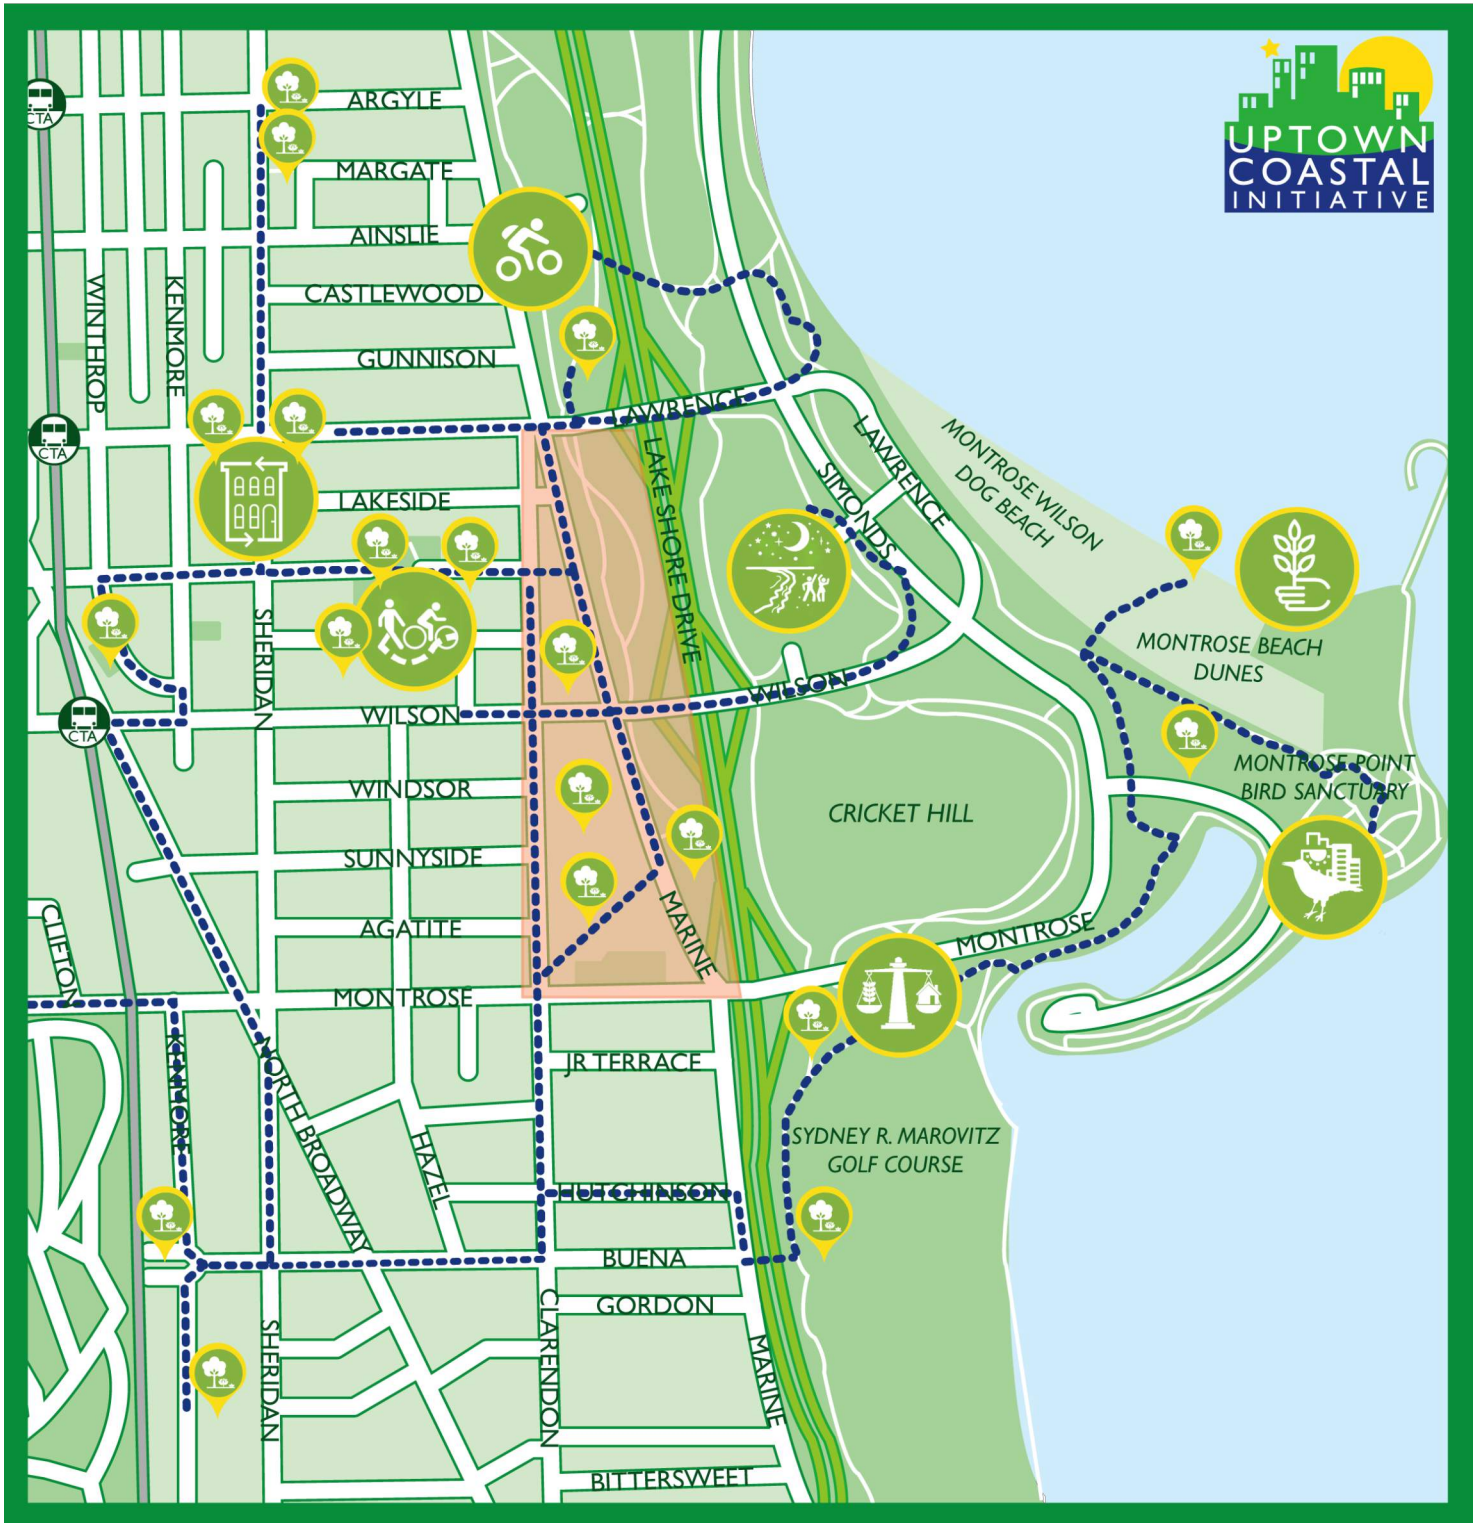 UPTOWN
COASTAL
INITIATIVE
CTA
ARGYLE
MARGATE
AINSLIE
WINTHROP
KENMORE
CASTLEWOOD
GUNNISON
LAWRENCE
CTA
LAKESIDE
LAKE SHORE DRIVE
SIMONDS
LAWRENCE
MONTROSE WILSON
DOG BEACH
SHERIDAN
MONTROSE BEACH
DUNES
CTA
WILSON
WILSON
WINDSOR
MONTROSE POINT
BIRD SANCTUARY
CRICKET HILL
SUNNYSIDE
CLIFTON
AGATITE
MARINE
MONTROSE
MONTROSE
KENMORE
NORTH BROADWAY
JR TERRACE
HAZEL
SYDNEY R. MAROVITZ
GOLF COURSE
HUTCHINSON
BUENA
GORDON
SHERIDAN
CLARENDON
MARINE
BITTERSWEET